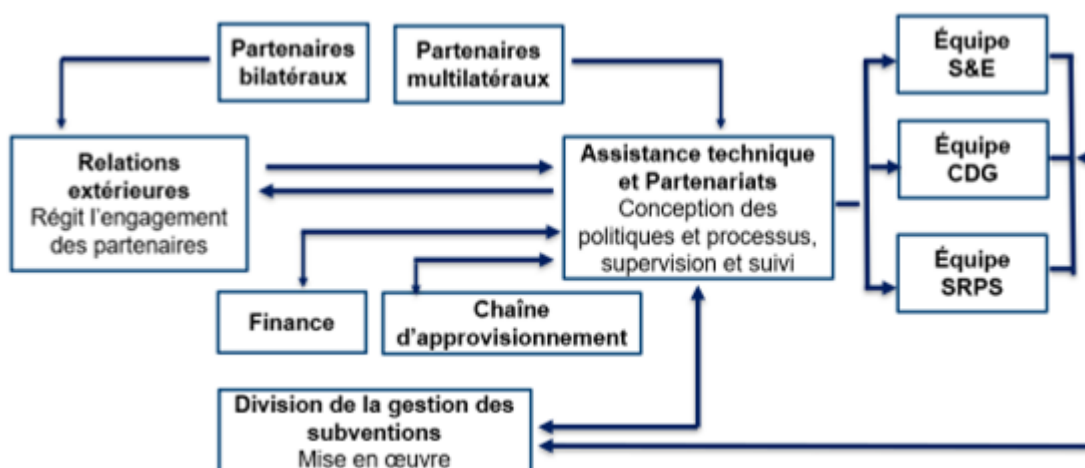 Partenaires
bilatéraux
Partenaires
multilatéraux
Équipe
S&E
Relations
extérieures
Régit l'engagement
des partenaires
Assistance technique
et Partenariats
Conception des
politiques et processus,
supervision et suivi
Équipe
CDG
Équipe
SRPS
Finance
Chaîne
d'approvisionnement
Division de la gestion des
subventions
Mise en œuvre